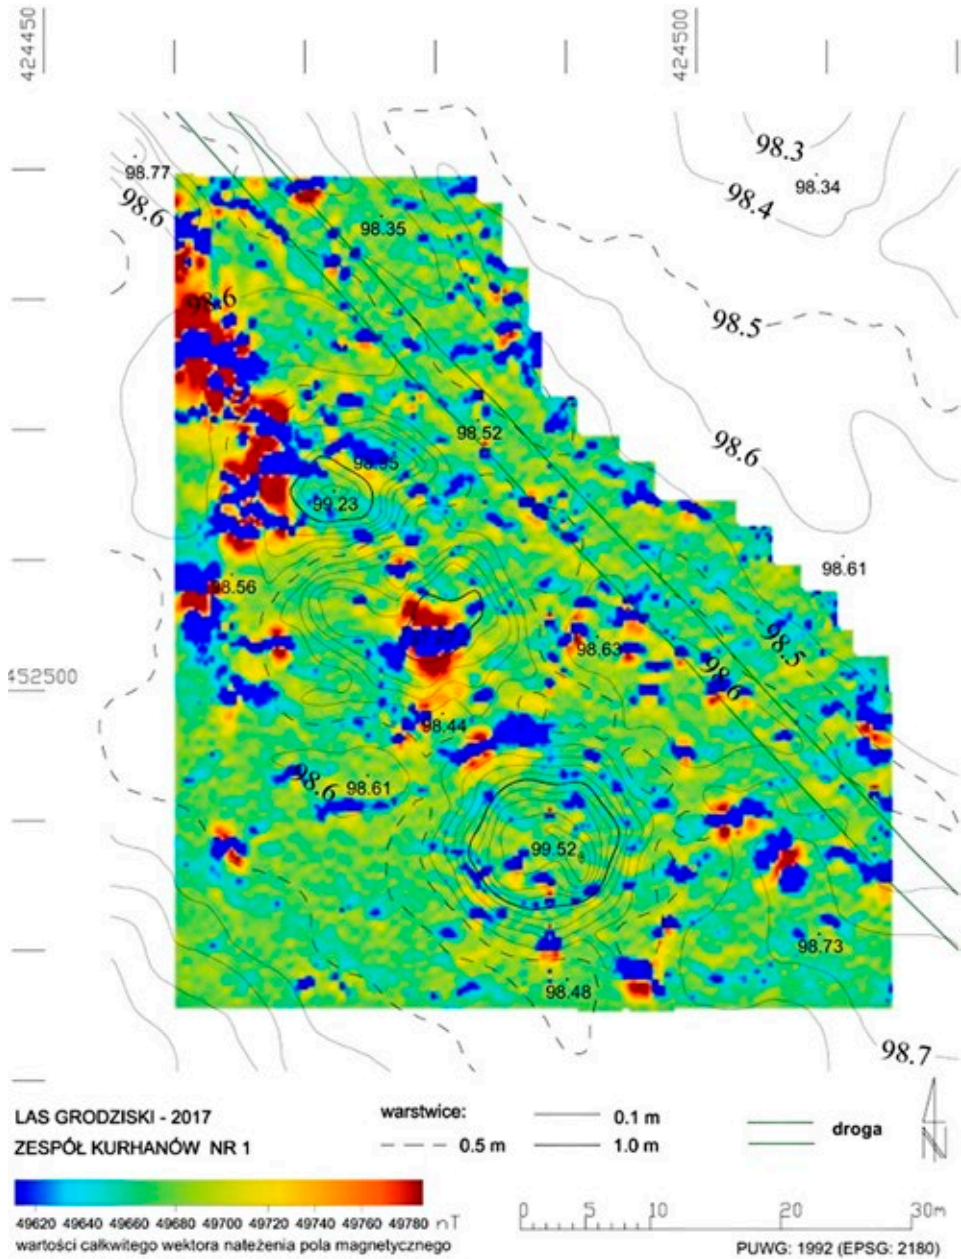 424450
424500
98.3
98.77
98.34
98.4
98.6
98.35
98.6
98.5
98.52
98.6
98.95
99.23
98.61
98.56
98.63
98.5
452500
98.6
98.44
98.6
98.61
99.52
98.73
98.48
98.7
LAS GRODZISKI - 2017
ZESPÓŁ KURHANÓW NR 1
warstwice:
0.1 m
0.5 m
1.0 m
droga
N
49620 49640 49660 49680 49700 49720 49740 49760 49780 nT
wartości całkwitego wektora natężenia pola magnetycznego
0 5 10 20 30m
PUWG: 1992 (EPSG: 2180)